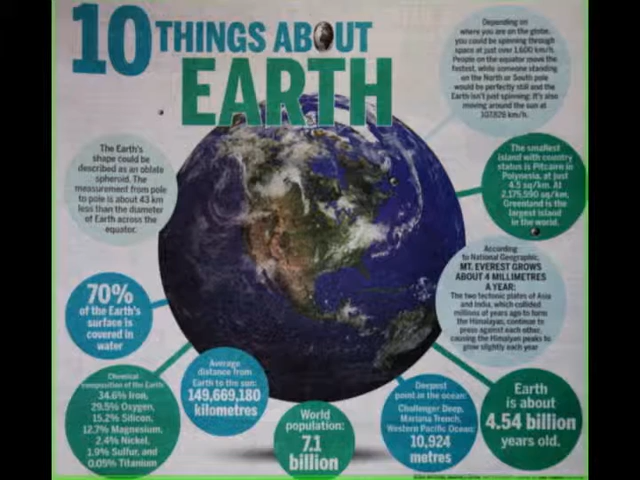 10 THINGS ABOUT
EARTH
Depending on
where you are on the globe,
you could be spinning through
space at just over 1,600 km/h.
People on the equator move the
fastest, while someone standing
on the North or South pole
would be perfectly still and the
Earth isn't just spinning: It's also
moving around the sun at
107,826 km/h.
The Earth's
shape could be
described as an oblate
spheroid. The
measurement from pole
to pole is about 43 km
less than the diameter
of Earth across the
equator.
The smallest
island with country
status is Pitcairn in
Polynesia, at just
4.5 sq/km. At
2,175,590 sq/km,
Greenland is the
largest island
in the world.
According
to National Geographic,
MT. EVEREST GROWS
ABOUT 4 MILLIMETRES
A YEAR:
The two tectonic plates of Asia
and India, which collided
millions of years ago to form
the Himalayas, continue to
press against each other,
causing the Himalyan peaks to
grow slightly each year
70%
of the Earth's
surface is
covered in
water
Chemical
composition of the Earth
34.6% Iron,
29.5% Oxygen,
15.2% Silicon,
12.7% Magnesium,
2.4% Nickel,
1.9% Sulfur, and
0.05% Titanium
Average
distance from
Earth to the sun:
149,669,180
kilometres
World
population:
7.1
billion
Deepest
point in the ocean:
Challenger Deep,
Mariana Trench,
Western Pacific Ocean:
10,924
metres
Earth
is about
4.54 billion
years old.